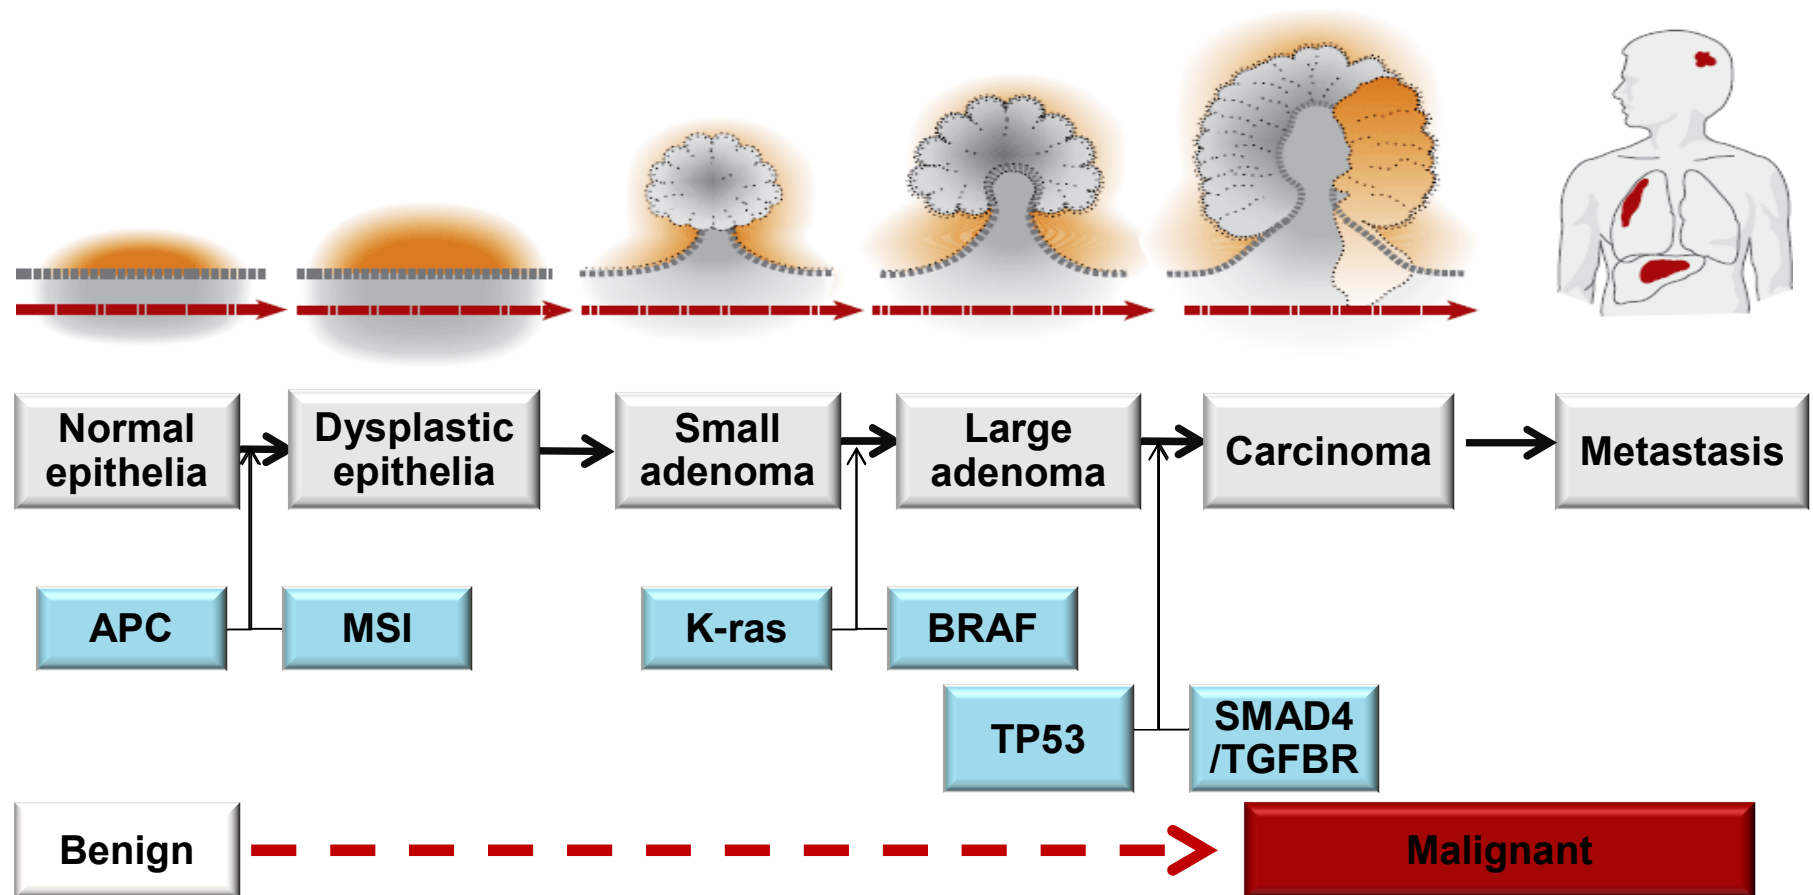 Normal
epithelia
Dysplastic
epithelia
Small
adenoma
Large
adenoma
Carcinoma
Metastasis
APC
MSI
K-ras
BRAF
TP53
SMAD4
/TGFBR
Benign
Malignant